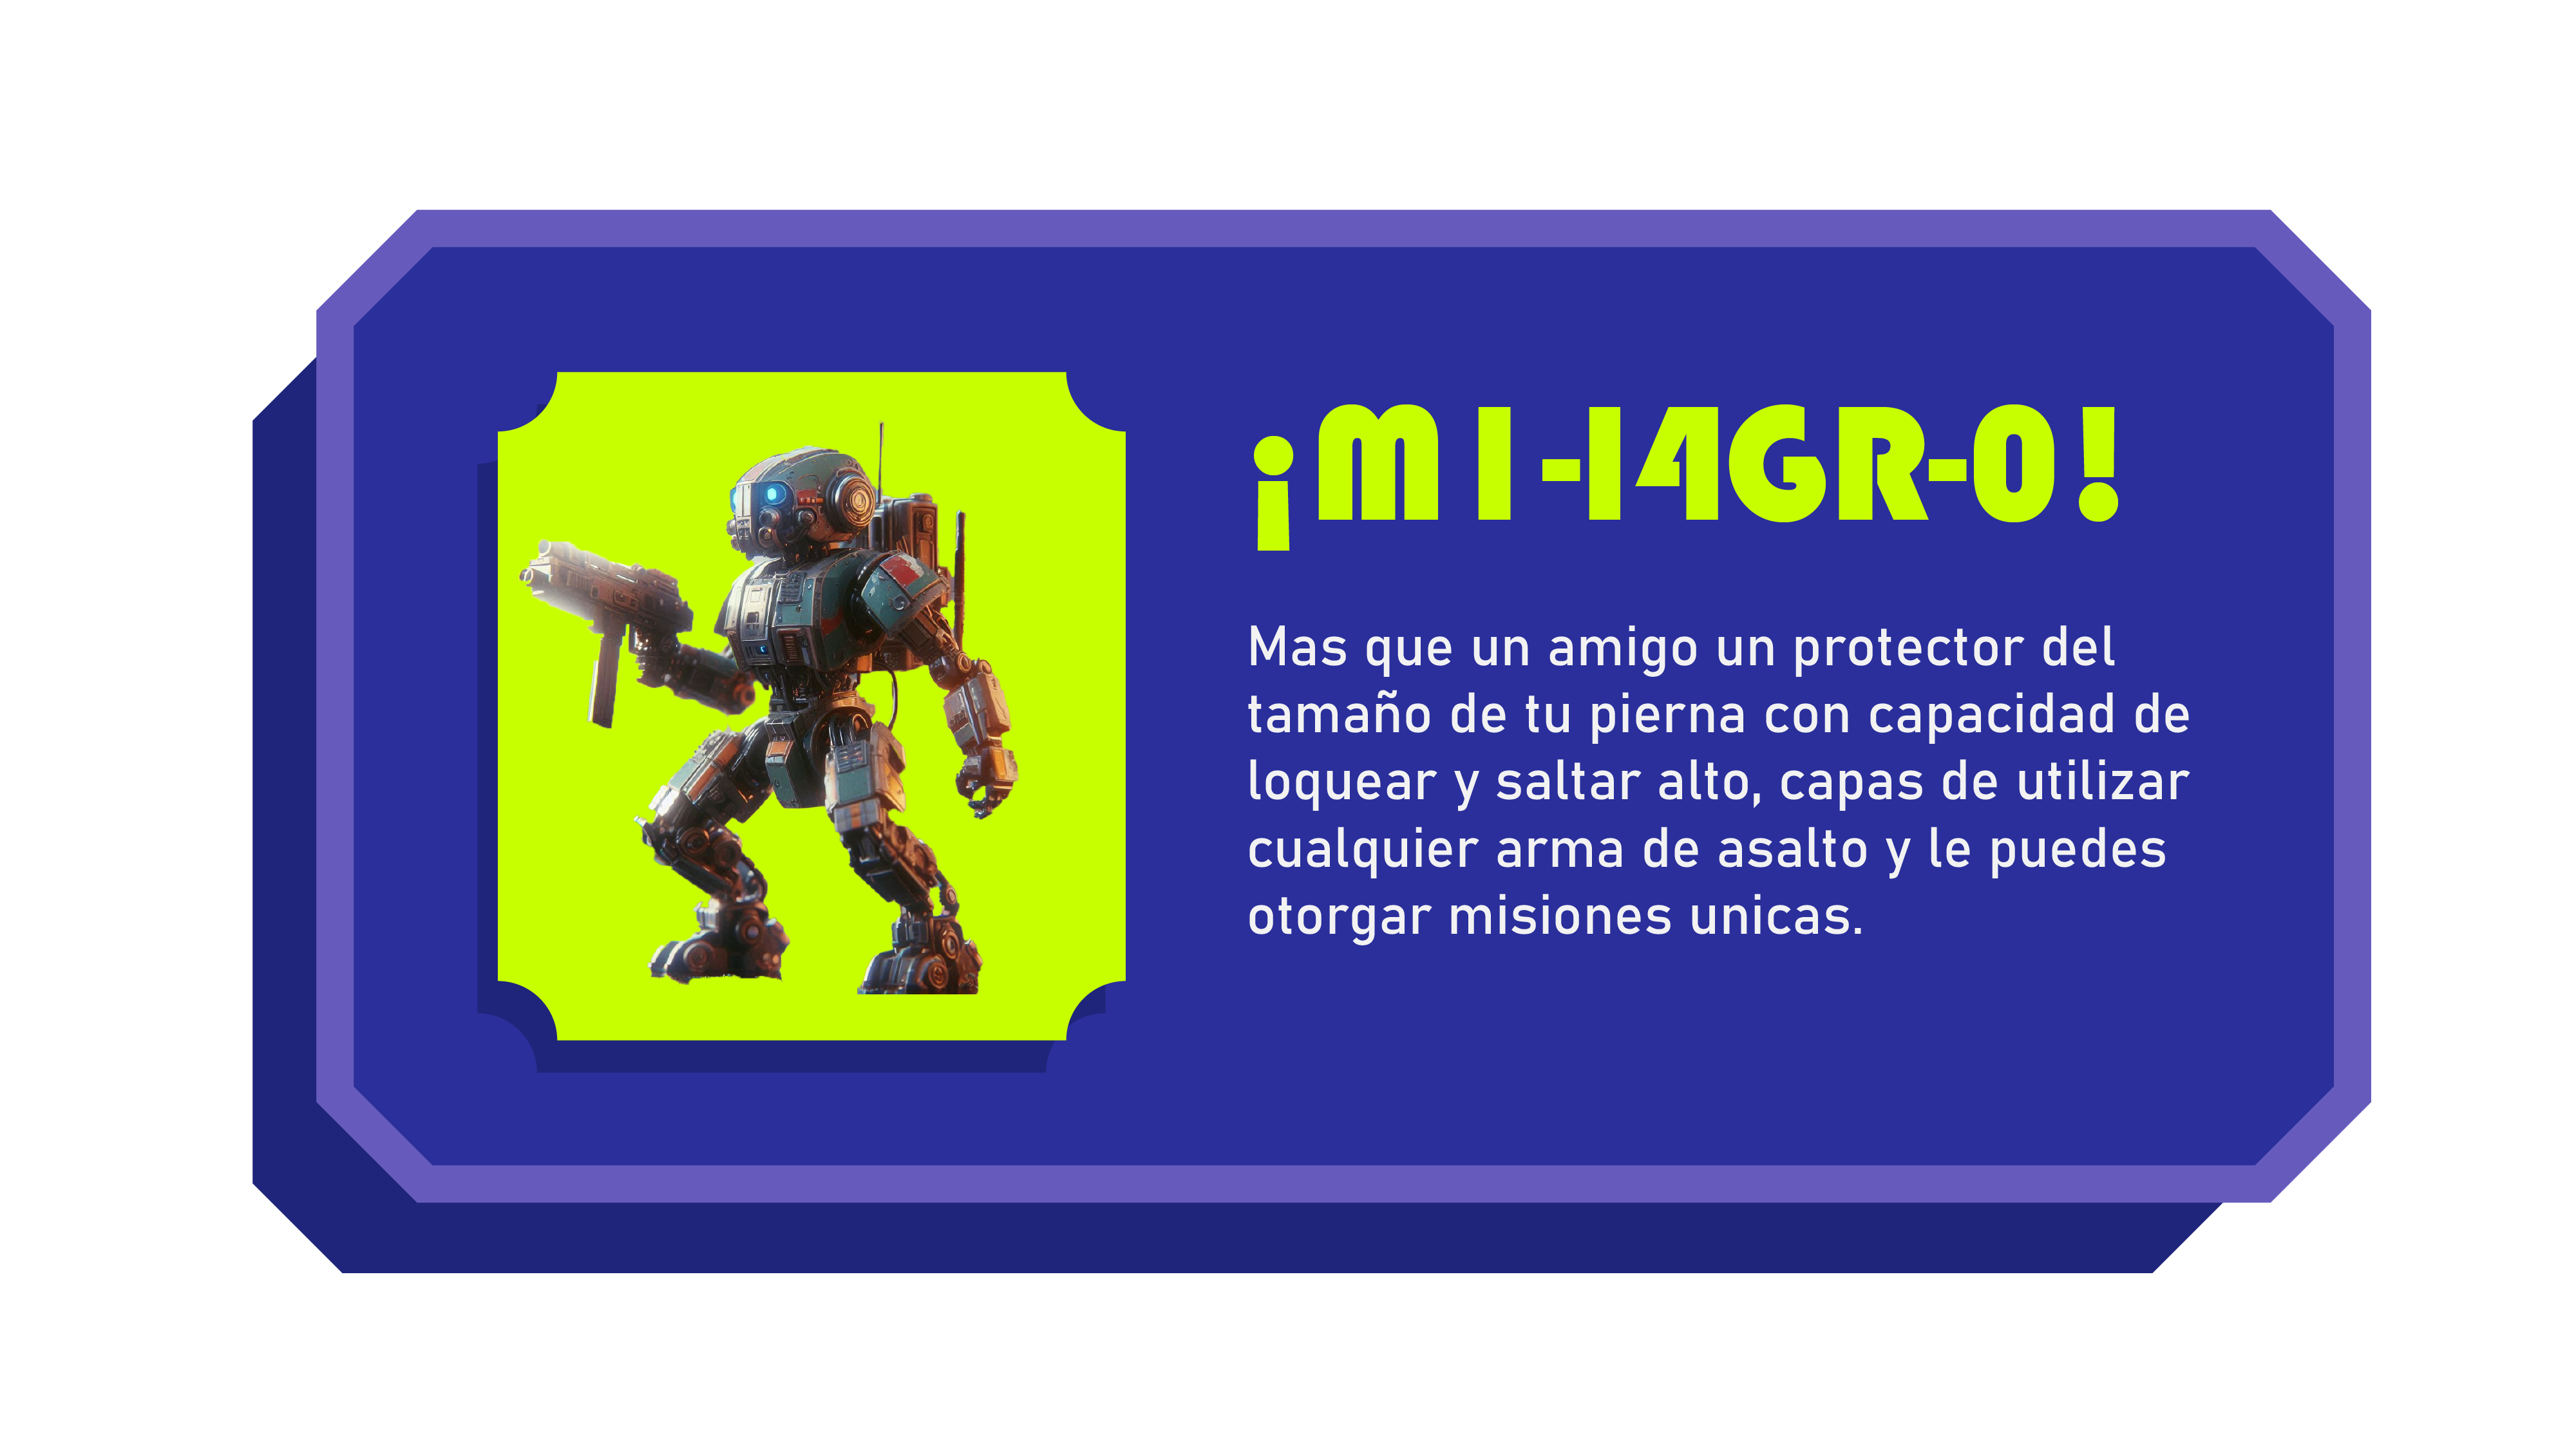 ¡M1-14GR-0!
Mas que un amigo un protector del
tamaño de tu pierna con capacidad de
loquear y saltar alto, capas de utilizar
cualquier arma de asalto y le puedes
otorgar misiones unicas.